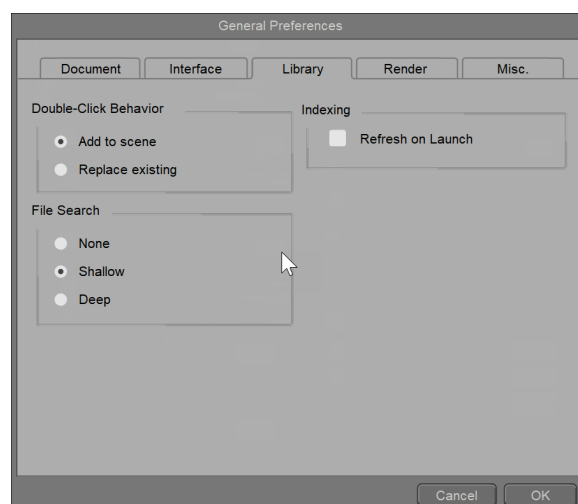 General Preferences
Document Interface Library Render Misc.
Double-Click Behavior
Add to scene
Replace existing
File Search
None
Shallow
Deep
Indexing
Refresh on Launch
Cancel OK